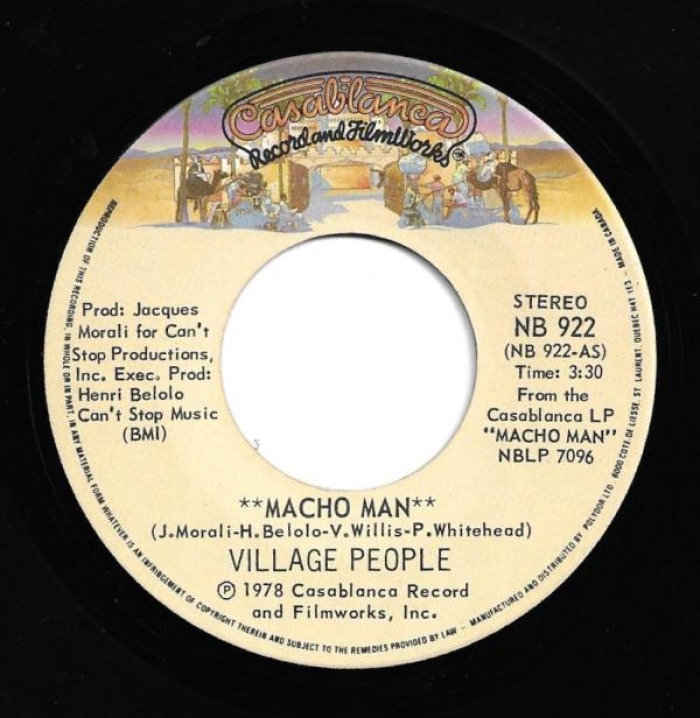 Casablanca
Record and FilmWorks
Prod: Jacques
Morali for Can't
Stop Productions,
Inc. Exec. Prod:
Henri Belolo
Can't Stop Music
(BMI)
STEREO
NB 922
(NB 922-AS)
Time: 3:30
From the
Casablanca LP
"MACHO MAN"
NBLP 7096
**MACHO MAN**
(J.Morali-H.Belolo-V.Willis-P.Whitehead)
VILLAGE PEOPLE
Ⓟ 1978 Casablanca Record
and Filmworks, Inc.
REPRODUCTION OF THIS RECORDING, IN WHOLE OR IN PART, IN ANY MATERIAL FORM WHATEVER IS AN INFRINGEMENT OF COPYRIGHT THEREIN AND SUBJECT TO THE REMEDIES PROVIDED BY LAW – MANUFACTURED AND DISTRIBUTED BY POLYDOR LTD. 6000 COTE DE LIESSE, ST LAURENT, QUEBEC H4T 1E3 – MADE IN CANADA